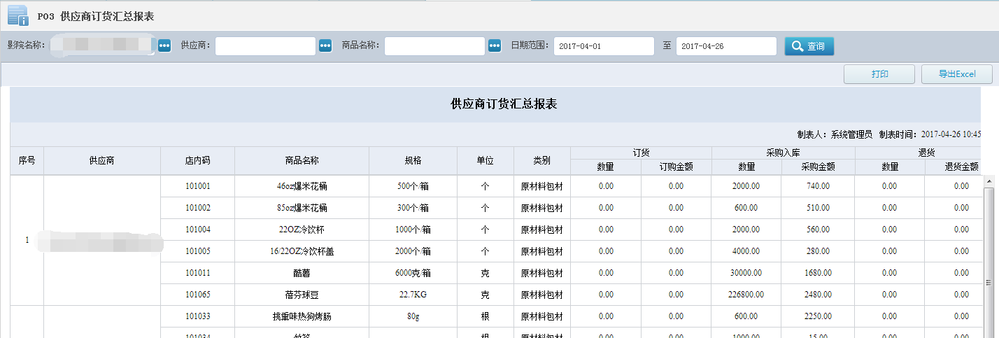 P03 供应商订货汇总报表
影院名称: 供应商: 商品名称: 日期范围: 2017-04-01 至 2017-04-26 查询
打印 导出Excel
供应商订货汇总报表
制表人: 系统管理员 制表时间: 2017-04-26 10:45
序号 供应商 店内码 商品名称 规格 单位 类别 订货 采购入库 退货
数量 订购金额 数量 采购金额 数量 退货金额
1
101001 46oz爆米花桶 500个/箱 个 原材料包材 0.00 0.00 2000.00 740.00 0.00 0.00
101002 85oz爆米花桶 300个/箱 个 原材料包材 0.00 0.00 600.00 510.00 0.00 0.00
101004 22OZ冷饮杯 1000个/箱 个 原材料包材 0.00 0.00 2000.00 560.00 0.00 0.00
101005 16/22OZ冷饮杯盖 2000个/箱 个 原材料包材 0.00 0.00 4000.00 280.00 0.00 0.00
101011 酷薯 6000克/箱 克 原材料包材 0.00 0.00 30000.00 1680.00 0.00 0.00
101065 蓓芬球豆 22.7KG 克 原材料包材 0.00 0.00 226800.00 2480.00 0.00 0.00
101033 挑重味热狗烤肠 80g 根 原材料包材 0.00 0.00 600.00 2250.00 0.00 0.00
101034 竹签 根 原材料包材 0.00 0.00 1000.00 15.00 0.00 0.00